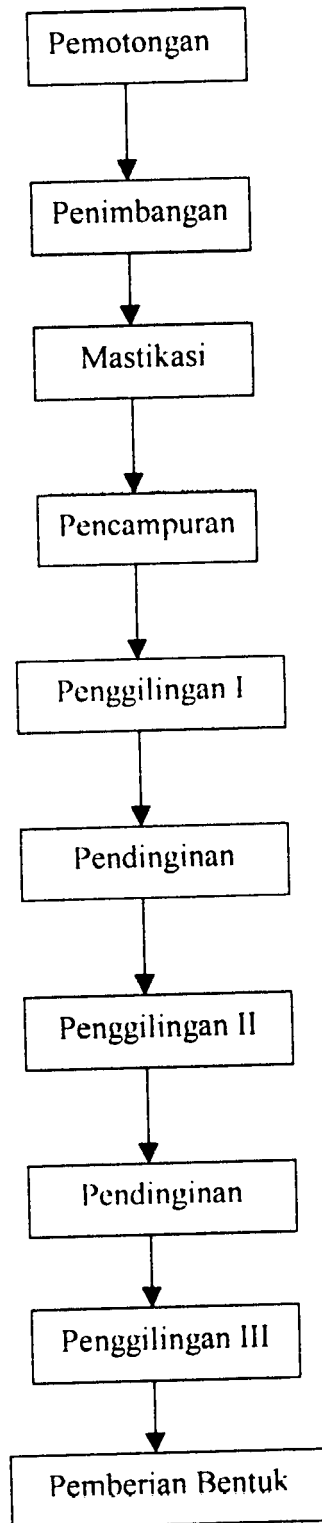 Pemotongan
Penimbangan
Mastikasi
Pencampuran
Penggilingan I
Pendinginan
Penggilingan II
Pendinginan
Penggilingan III
Pemberian Bentuk